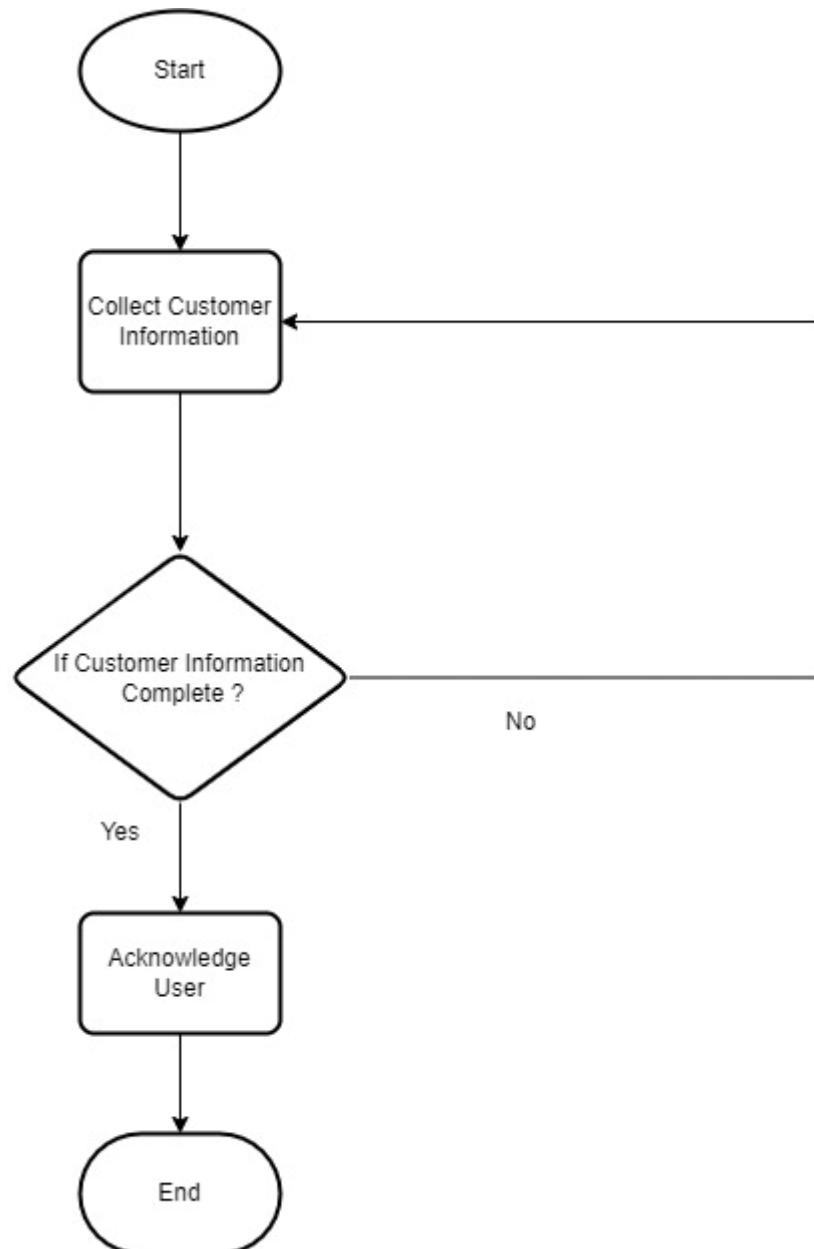 Start
Collect Customer
Information
If Customer Information
Complete ?
No
Yes
Acknowledge
User
End